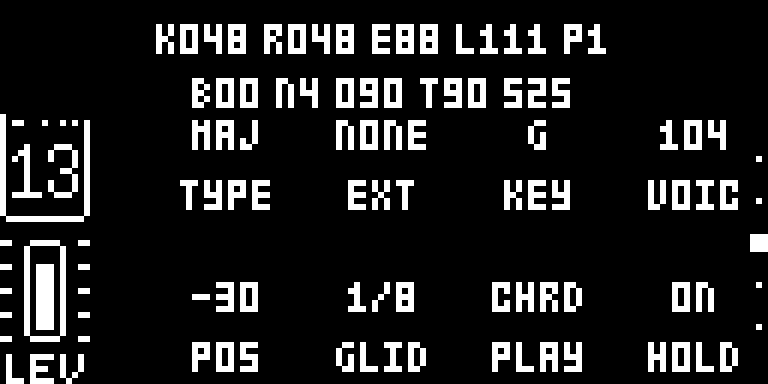 K048 R048 E88 L111 P1
B00 N4 090 T90 S25
MAJ NONE G 104
13
TYPE EXT KEY VOIC
-30 1/8 CHRD ON
LEV
POS GLID PLAY HOLD